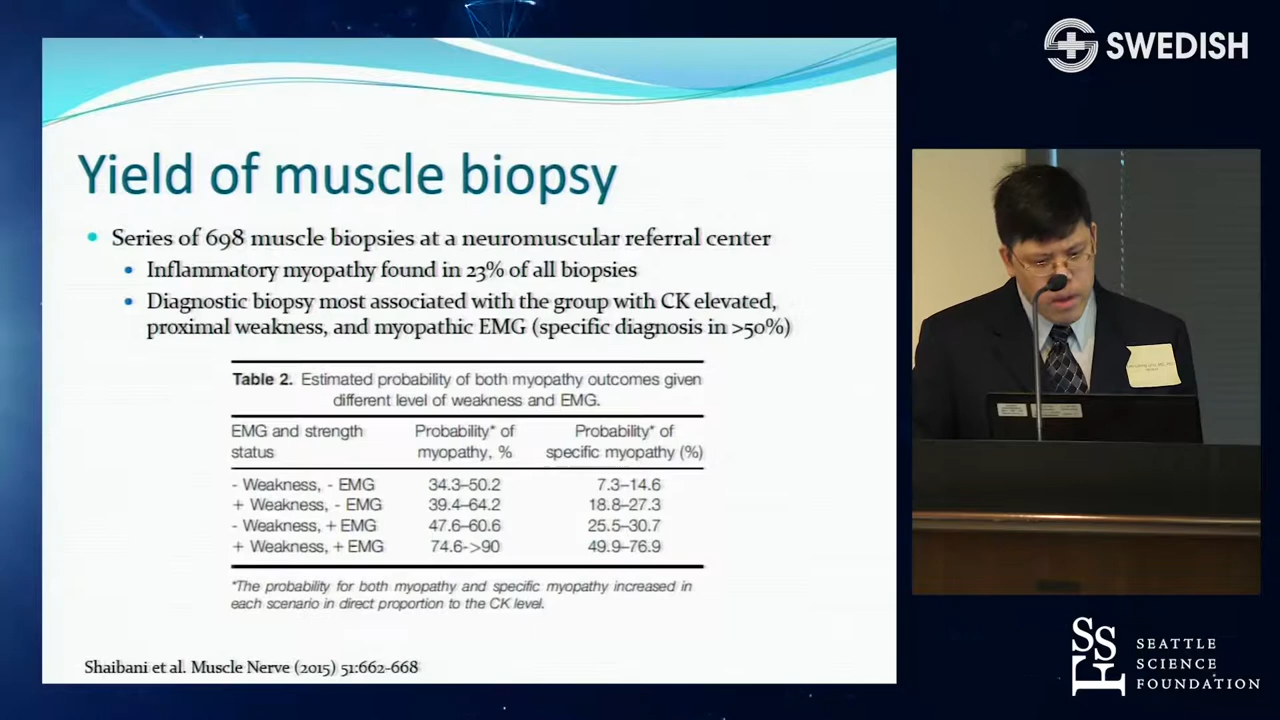 SWEDISH
Yield of muscle biopsy
Series of 698 muscle biopsies at a neuromuscular referral center
Inflammatory myopathy found in 23% of all biopsies
Diagnostic biopsy most associated with the group with CK elevated,
proximal weakness, and myopathic EMG (specific diagnosis in >50%)
Table 2. Estimated probability of both myopathy outcomes given
different level of weakness and EMG.
EMG and strength status Probability* of myopathy, % Probability* of specific myopathy (%)
- Weakness, - EMG 34.3–50.2 7.3–14.6
+ Weakness, - EMG 39.4–64.2 18.8–27.3
- Weakness, + EMG 47.6–60.6 25.5–30.7
+ Weakness, + EMG 74.6->90 49.9–76.9
*The probability for both myopathy and specific myopathy increased in
each scenario in direct proportion to the CK level.
Shaibani et al. Muscle Nerve (2015) 51:662-668
SSF
SEATTLE
SCIENCE
FOUNDATION